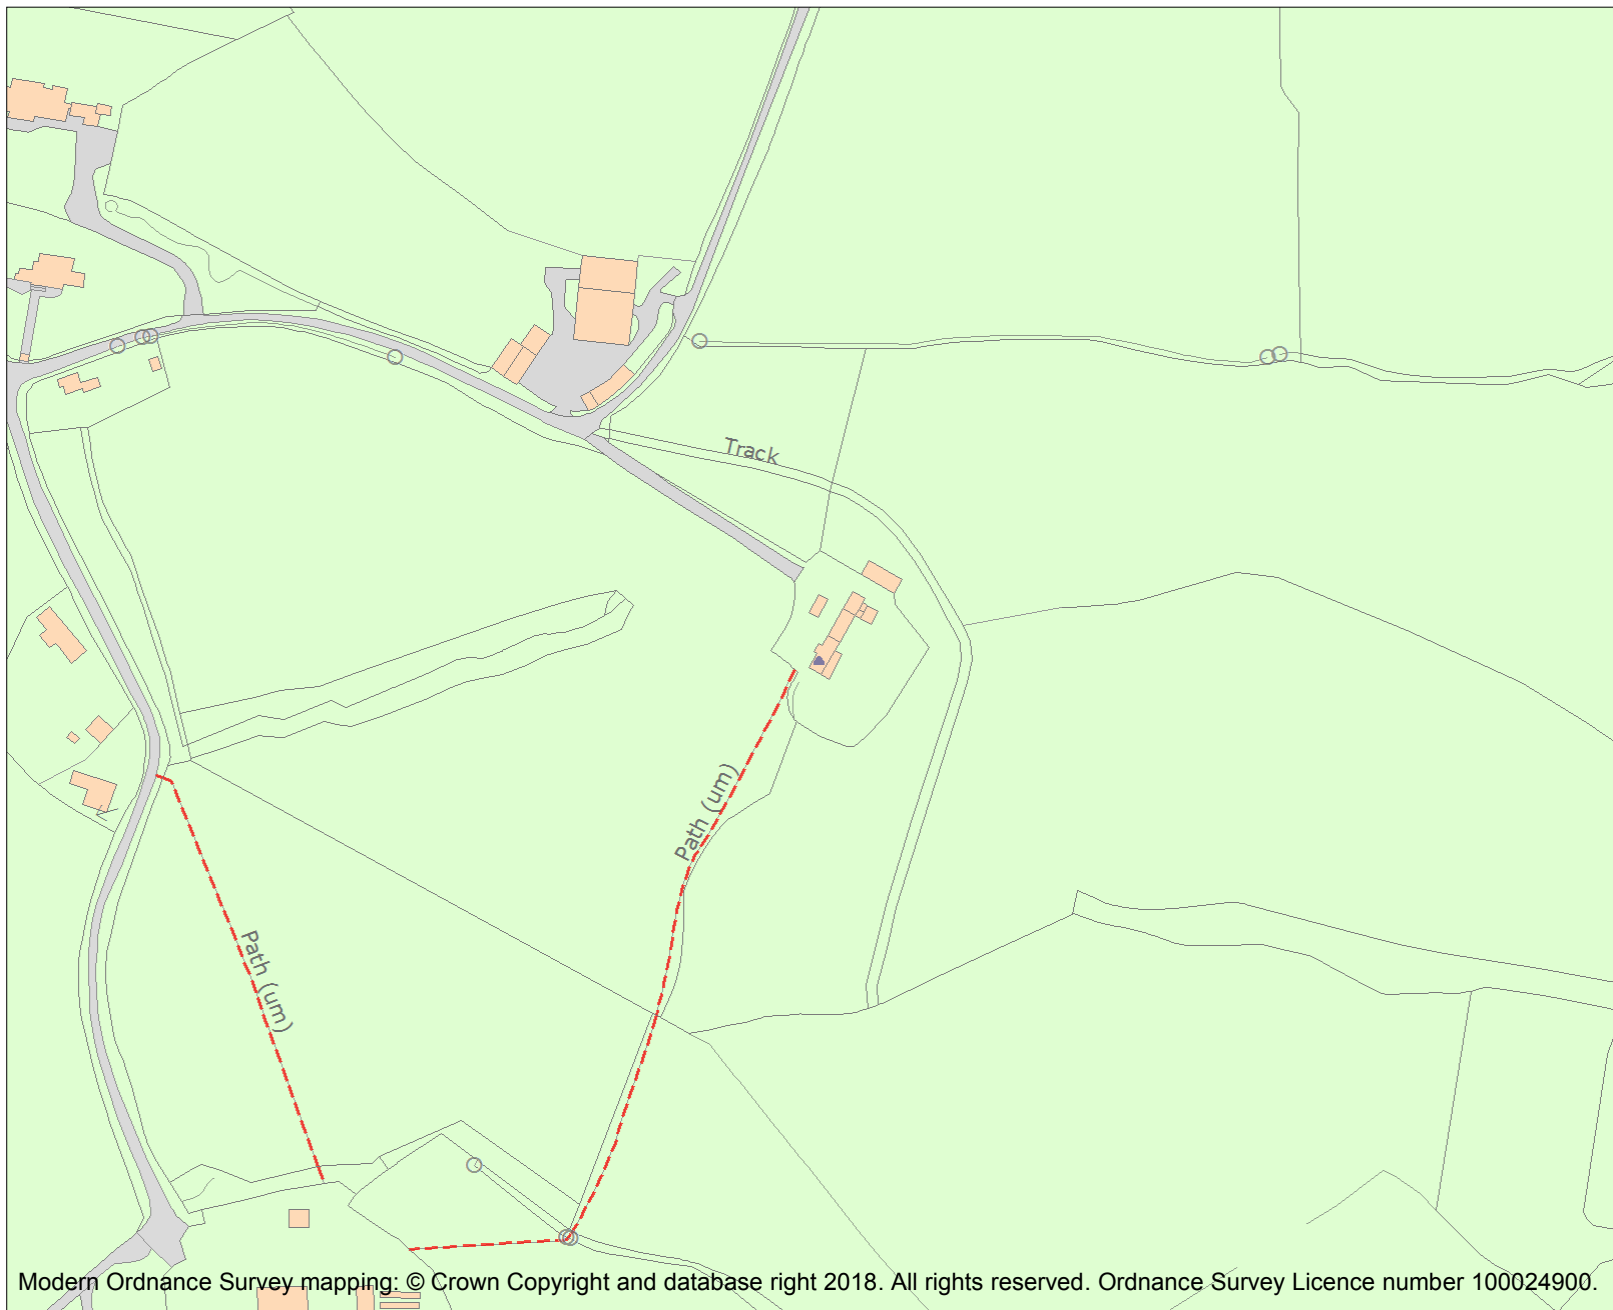 Track
Path (um)
Path (um)
Modern Ordnance Survey mapping: © Crown Copyright and database right 2018. All rights reserved. Ordnance Survey Licence number 100024900.